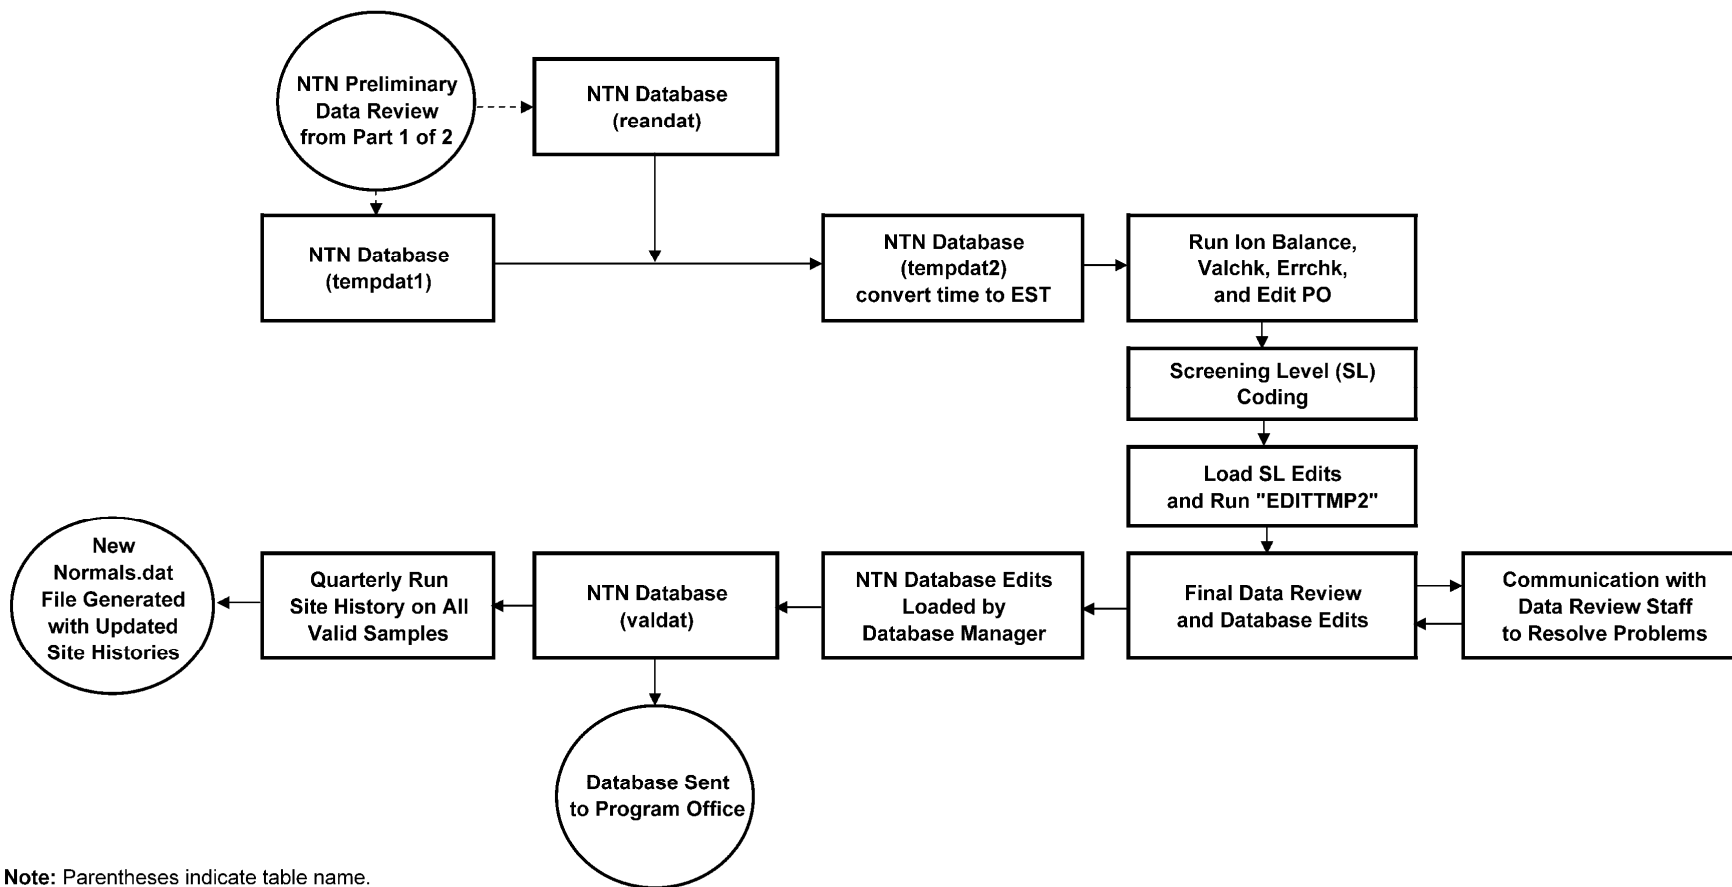 NTN Preliminary
Data Review
from Part 1 of 2
NTN Database
(reandat)
NTN Database
(tempdat1)
NTN Database
(tempdat2)
convert time to EST
Run Ion Balance,
Valchk, Errchk,
and Edit PO
Screening Level (SL)
Coding
Load SL Edits
and Run "EDITTMP2"
New
Normals.dat
File Generated
with Updated
Site Histories
Quarterly Run
Site History on All
Valid Samples
NTN Database
(valdat)
NTN Database Edits
Loaded by
Database Manager
Final Data Review
and Database Edits
Communication with
Data Review Staff
to Resolve Problems
Database Sent
to Program Office
Note: Parentheses indicate table name.